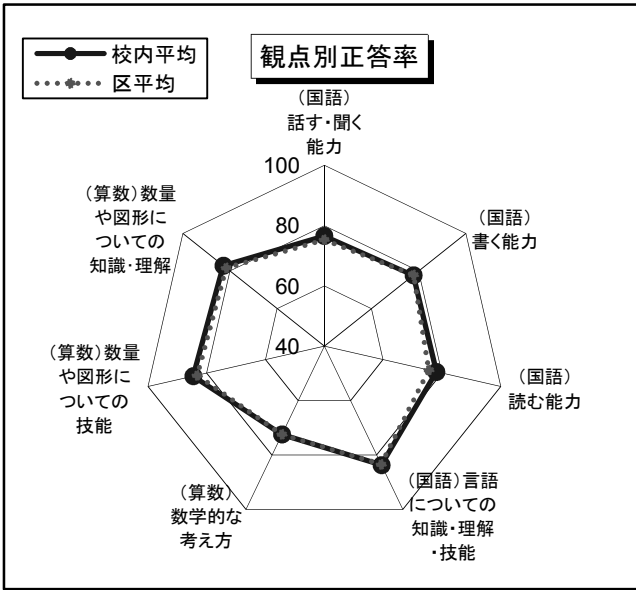 校内平均
区平均
観点別正答率
(国語)
話す・聞く
能力
(国語)
書く能力
(国語)
読む能力
(国語)言語
についての
知識・理解
・技能
(算数)
数学的な
考え方
(算数)数量
や図形に
ついての
技能
(算数)数量
や図形に
ついての
知識・理解
100
80
60
40